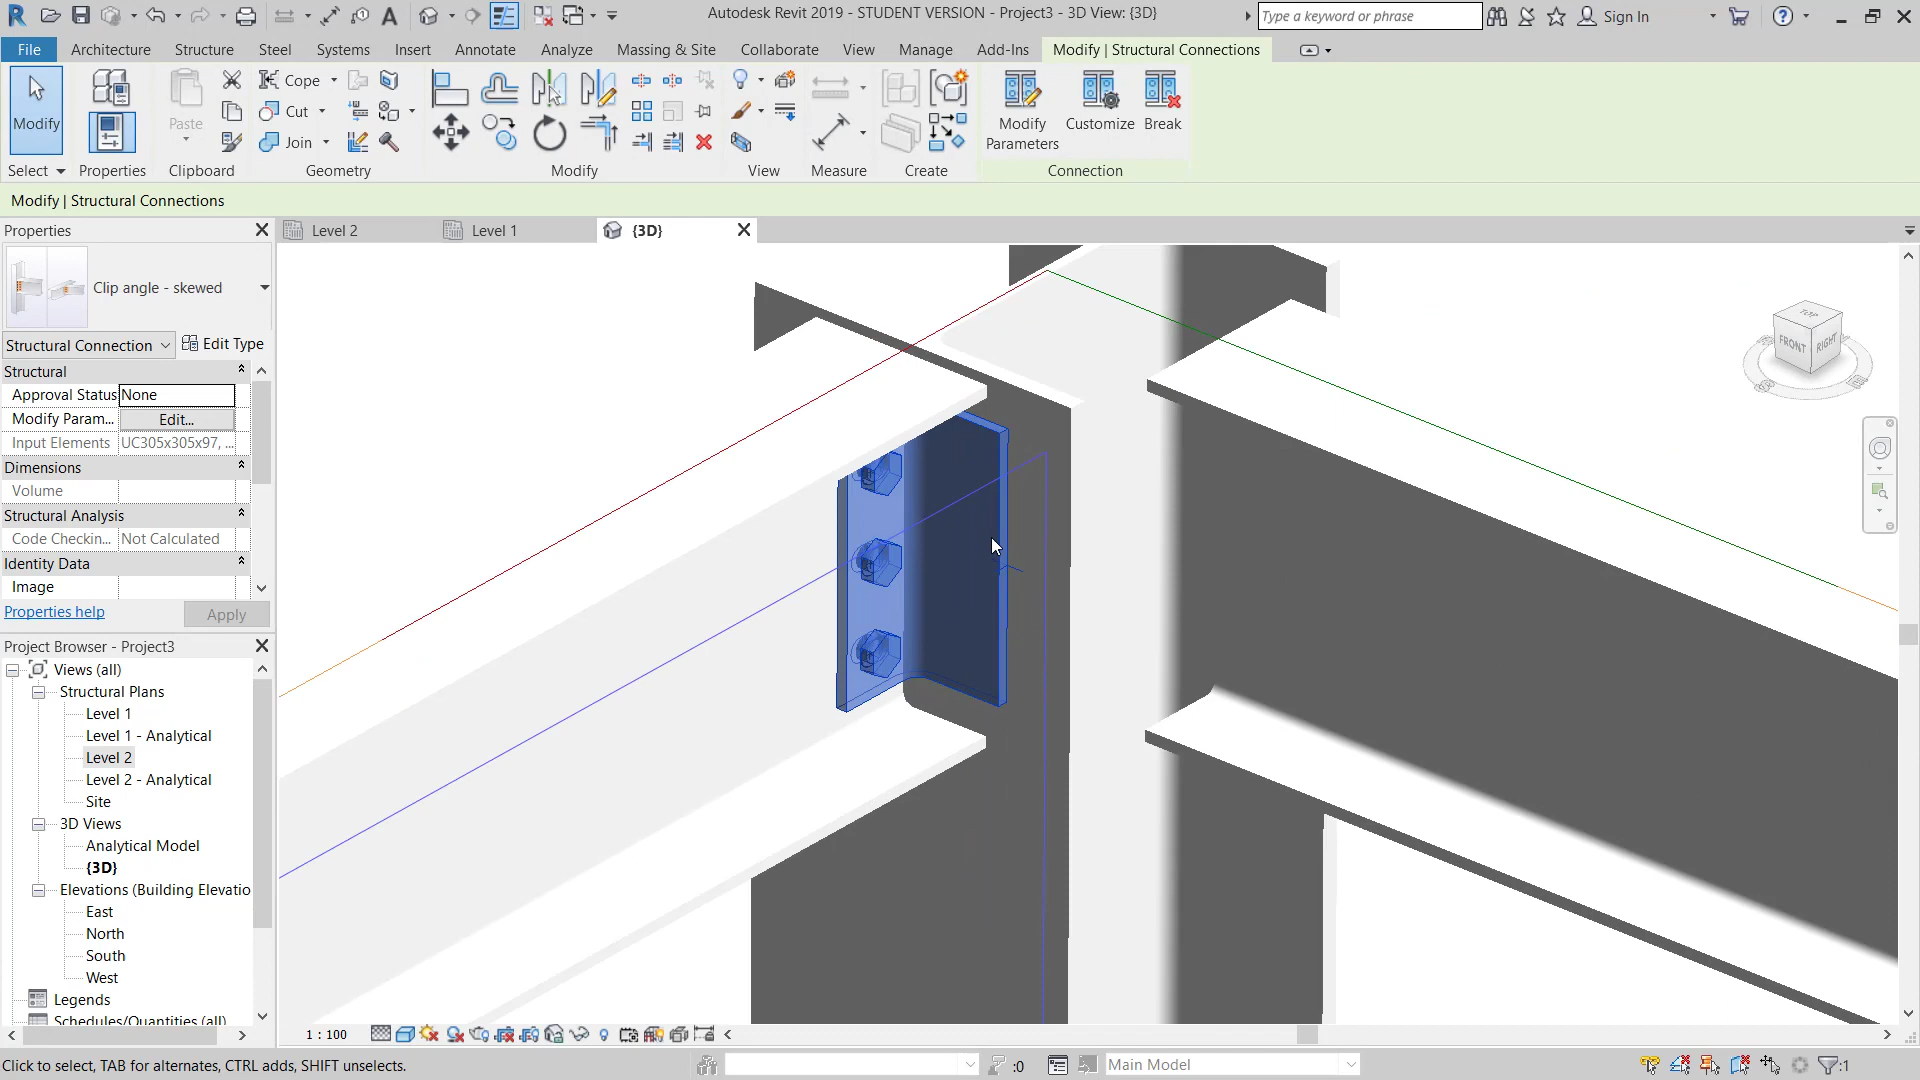 Autodesk Revit 2019 - STUDENT VERSION - Project3 - 3D View: {3D}
Type a keyword or phrase
Sign In
File
Architecture
Structure
Steel
Systems
Insert
Annotate
Analyze
Massing & Site
Collaborate
View
Manage
Add-Ins
Modify | Structural Connections
Modify
Paste
Cope
Cut
Join
Modify
Parameters
Customize
Break
Select
Properties
Clipboard
Geometry
Modify
View
Measure
Create
Connection
Modify | Structural Connections
Properties
Level 2
Level 1
{3D}
Clip angle - skewed
Structural Connection
Edit Type
Structural
Approval Status None
Modify Param... Edit...
Input Elements UC305x305x97, ...
Dimensions
Volume
Structural Analysis
Code Checkin... Not Calculated
Identity Data
Image
Properties help
Apply
Project Browser - Project3
Views (all)
Structural Plans
Level 1
Level 1 - Analytical
Level 2
Level 2 - Analytical
Site
3D Views
Analytical Model
{3D}
Elevations (Building Elevatio
East
North
South
West
Legends
Schedules/Quantities (all)
TOP
FRONT
RIGHT
1 : 100
Click to select, TAB for alternates, CTRL adds, SHIFT unselects.
:0
Main Model
:1